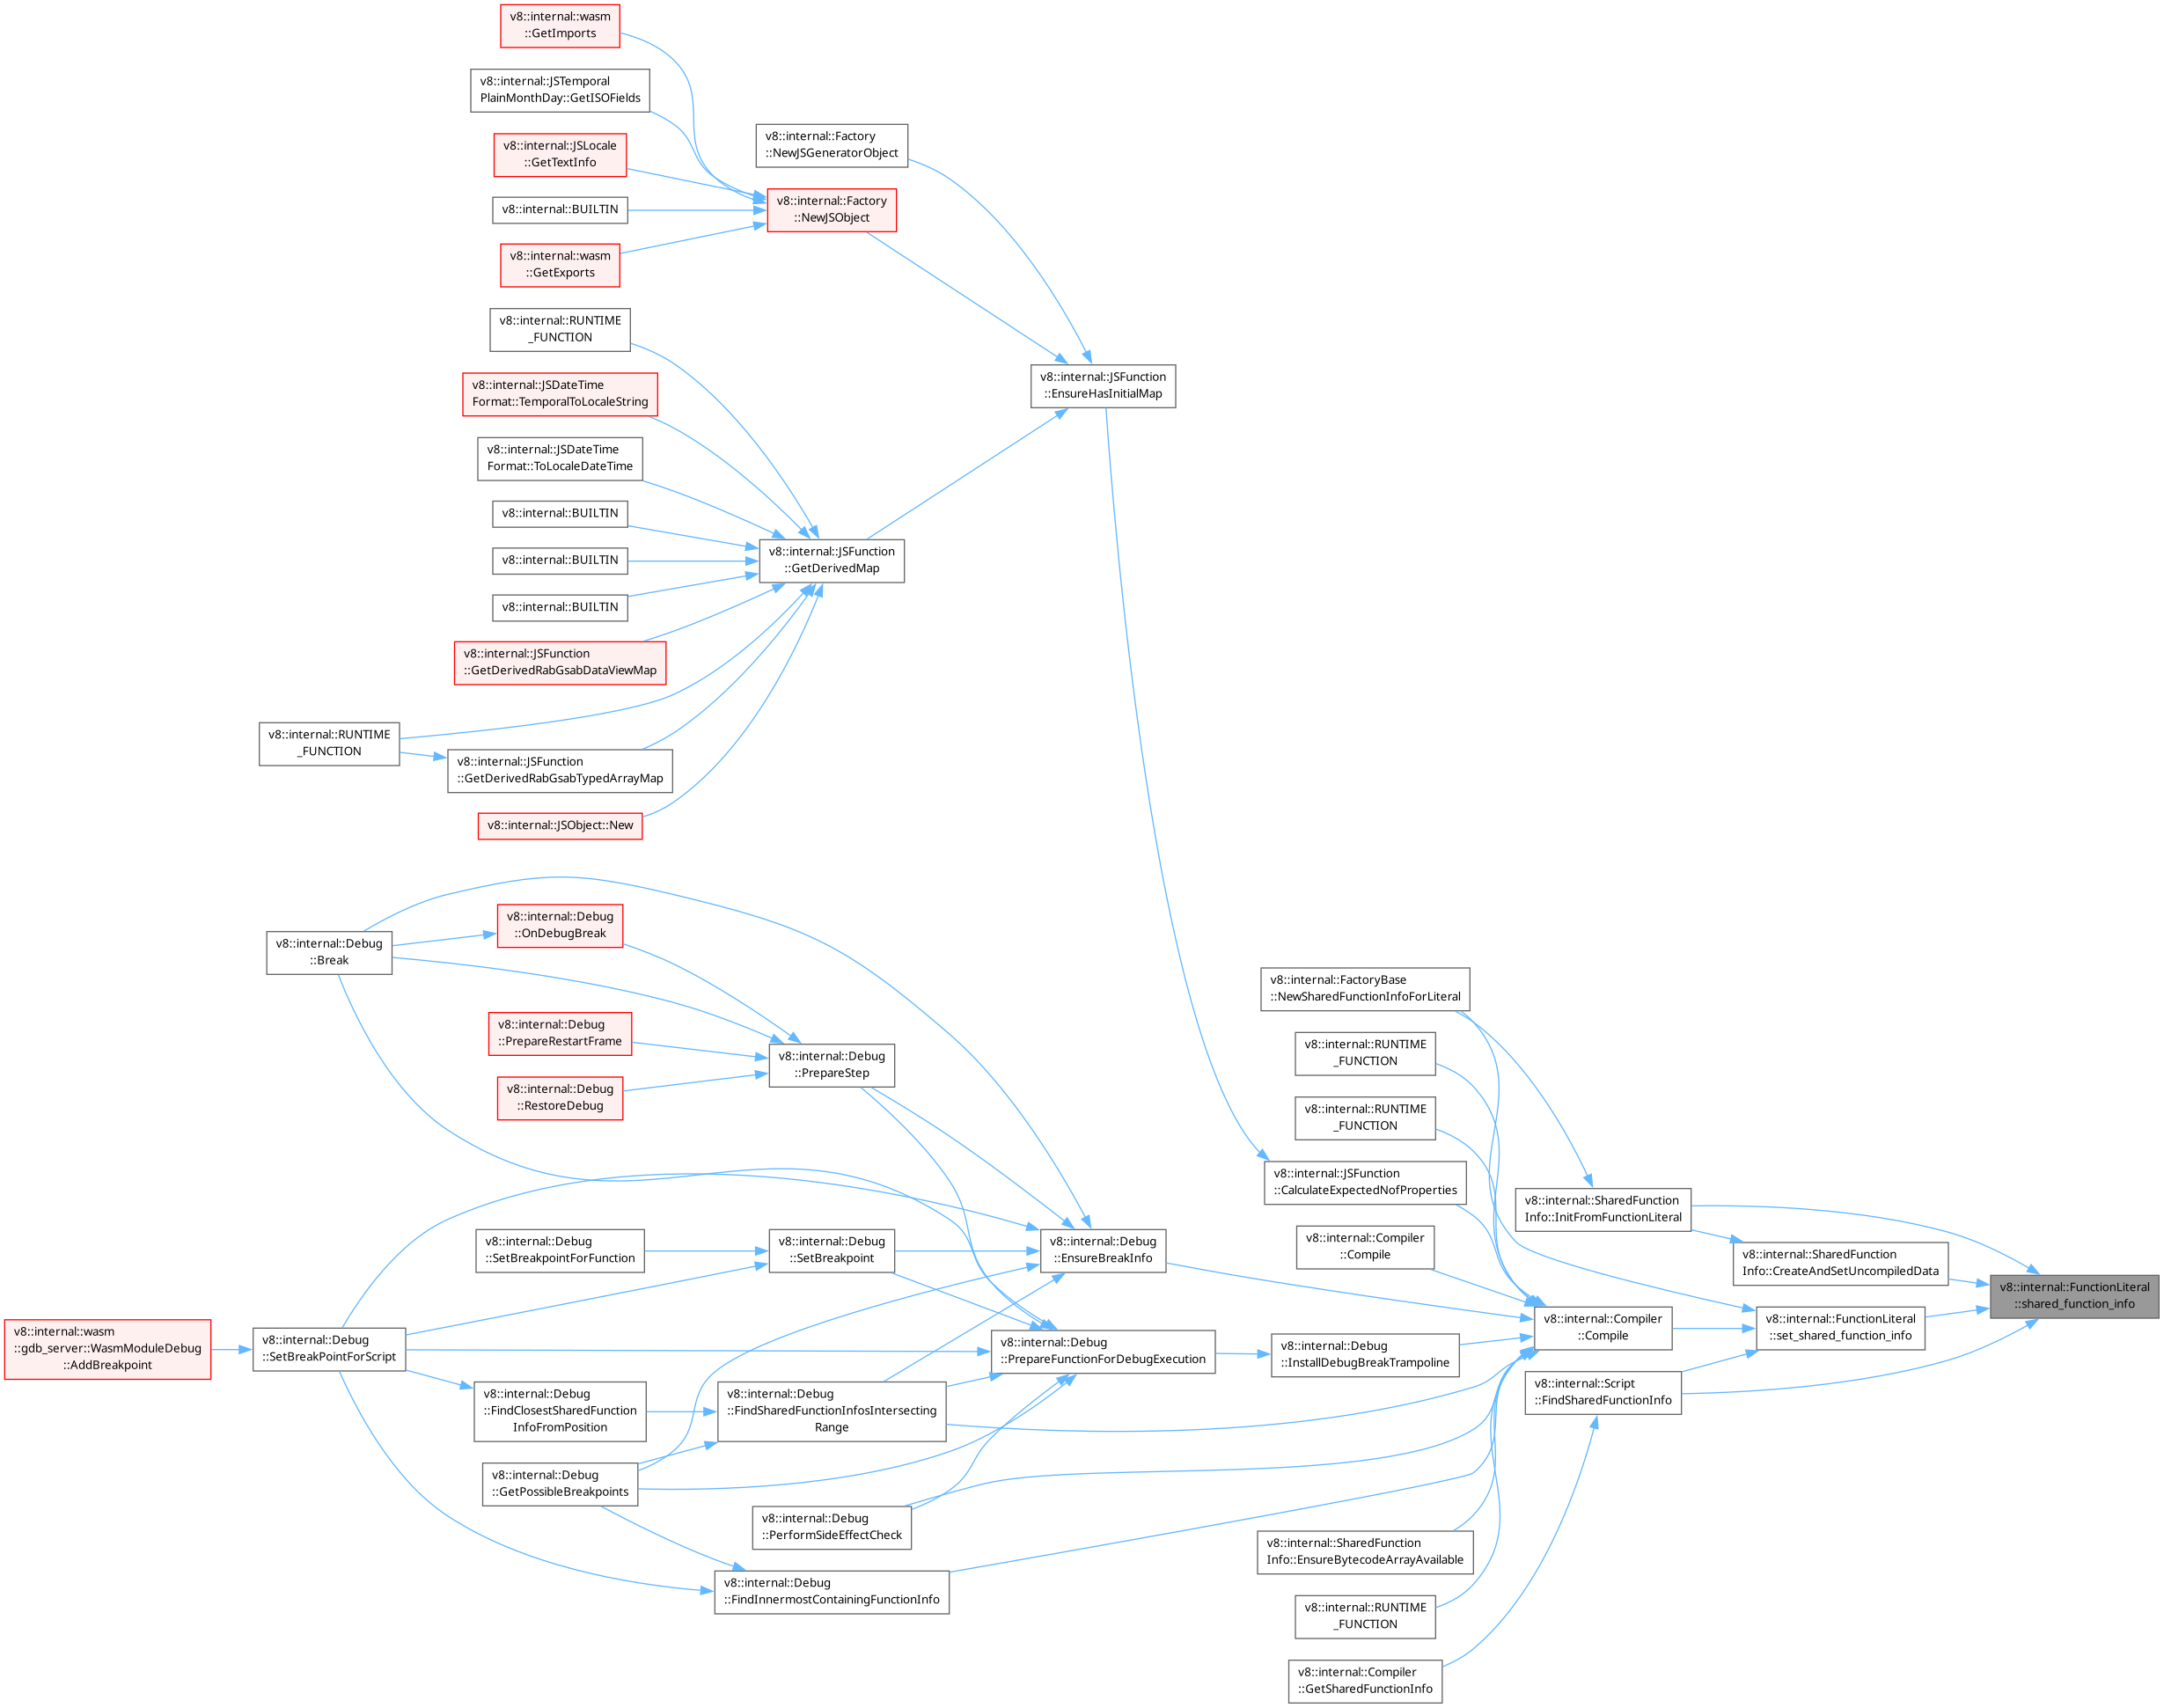 v8::internal::wasm
::GetImports
v8::internal::JSTemporal
PlainMonthDay::GetISOFields
v8::internal::JSLocale
::GetTextInfo
v8::internal::BUILTIN
v8::internal::wasm
::GetExports
v8::internal::Factory
::NewJSGeneratorObject
v8::internal::Factory
::NewJSObject
v8::internal::RUNTIME
_FUNCTION
v8::internal::JSDateTime
Format::TemporalToLocaleString
v8::internal::JSDateTime
Format::ToLocaleDateTime
v8::internal::BUILTIN
v8::internal::BUILTIN
v8::internal::BUILTIN
v8::internal::JSFunction
::GetDerivedRabGsabDataViewMap
v8::internal::RUNTIME
_FUNCTION
v8::internal::JSFunction
::GetDerivedRabGsabTypedArrayMap
v8::internal::JSObject::New
v8::internal::JSFunction
::GetDerivedMap
v8::internal::JSFunction
::EnsureHasInitialMap
v8::internal::Debug
::Break
v8::internal::Debug
::OnDebugBreak
v8::internal::Debug
::PrepareRestartFrame
v8::internal::Debug
::RestoreDebug
v8::internal::Debug
::PrepareStep
v8::internal::Debug
::SetBreakpointForFunction
v8::internal::Debug
::SetBreakpoint
v8::internal::Debug
::EnsureBreakInfo
v8::internal::wasm
::gdb_server::WasmModuleDebug
::AddBreakpoint
v8::internal::Debug
::SetBreakPointForScript
v8::internal::Debug
::FindClosestSharedFunction
InfoFromPosition
v8::internal::Debug
::FindSharedFunctionInfosIntersecting
Range
v8::internal::Debug
::PrepareFunctionForDebugExecution
v8::internal::Debug
::GetPossibleBreakpoints
v8::internal::Debug
::PerformSideEffectCheck
v8::internal::Debug
::FindInnermostContainingFunctionInfo
v8::internal::FactoryBase
::NewSharedFunctionInfoForLiteral
v8::internal::RUNTIME
_FUNCTION
v8::internal::RUNTIME
_FUNCTION
v8::internal::JSFunction
::CalculateExpectedNofProperties
v8::internal::Compiler
::Compile
v8::internal::Debug
::InstallDebugBreakTrampoline
v8::internal::SharedFunction
Info::EnsureBytecodeArrayAvailable
v8::internal::RUNTIME
_FUNCTION
v8::internal::Compiler
::GetSharedFunctionInfo
v8::internal::SharedFunction
Info::InitFromFunctionLiteral
v8::internal::Compiler
::Compile
v8::internal::Script
::FindSharedFunctionInfo
v8::internal::SharedFunction
Info::CreateAndSetUncompiledData
v8::internal::FunctionLiteral
::set_shared_function_info
v8::internal::FunctionLiteral
::shared_function_info